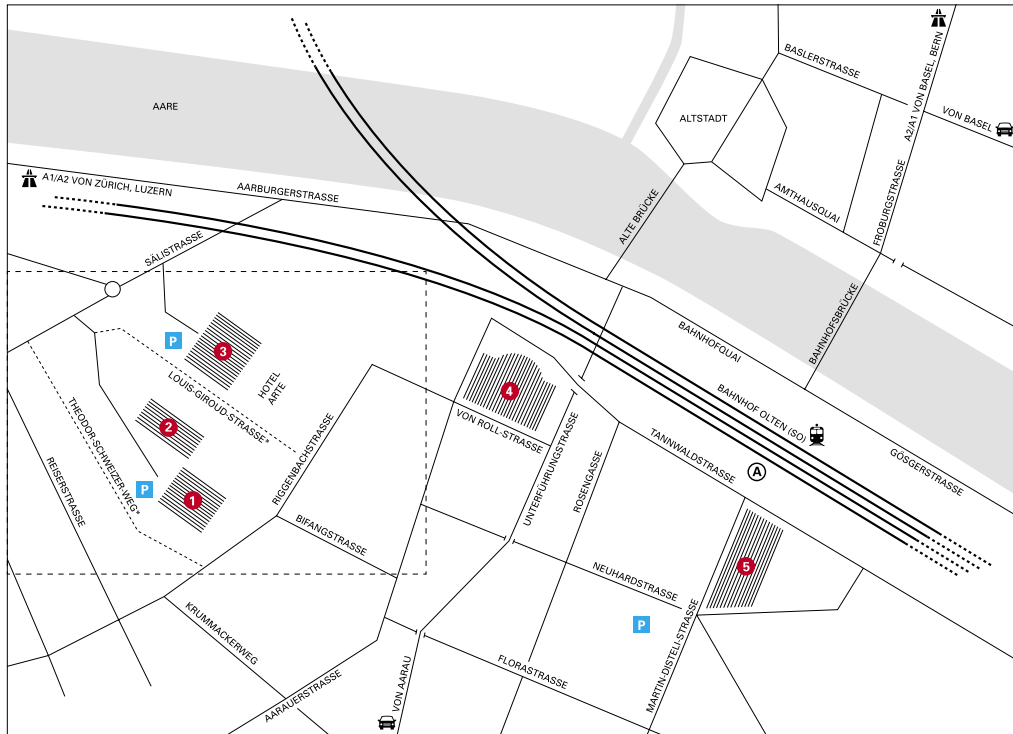 A2/A1 VON BASEL, BERN
BASLERSTRASSE
VON BASEL
AARE
ALTSTADT
A1/A2 VON ZÜRICH, LUZERN
AARBURGERSTRASSE
AMTHAUSQUAI
FROBURGSTRASSE
ALTE BRÜCKE
SÄLISTRASSE
BAHNHOFSBRÜCKE
BAHNHOFQUAI
P
3
HOTEL
ARTE
LOUIS-GIROUD-STRASSE*
4
BAHNHOF OLTEN (SO)
GÖSGERSTRASSE
VON ROLL-STRASSE
TANNWALDSTRASSE
A
2
THEODOR-SCHWEIZER-WEG*
RIGGENBACHSTRASSE
UNTERFÜHRUNGSTRASSE
ROSENGASSE
REISERSTRASSE
P
1
BIFANGSTRASSE
NEUHARDSTRASSE
5
P
KRUMMACKERWEG
FLORASTRASSE
MARTIN-DISTELI-STRASSE
AARAUERSTRASSE
VON AARAU